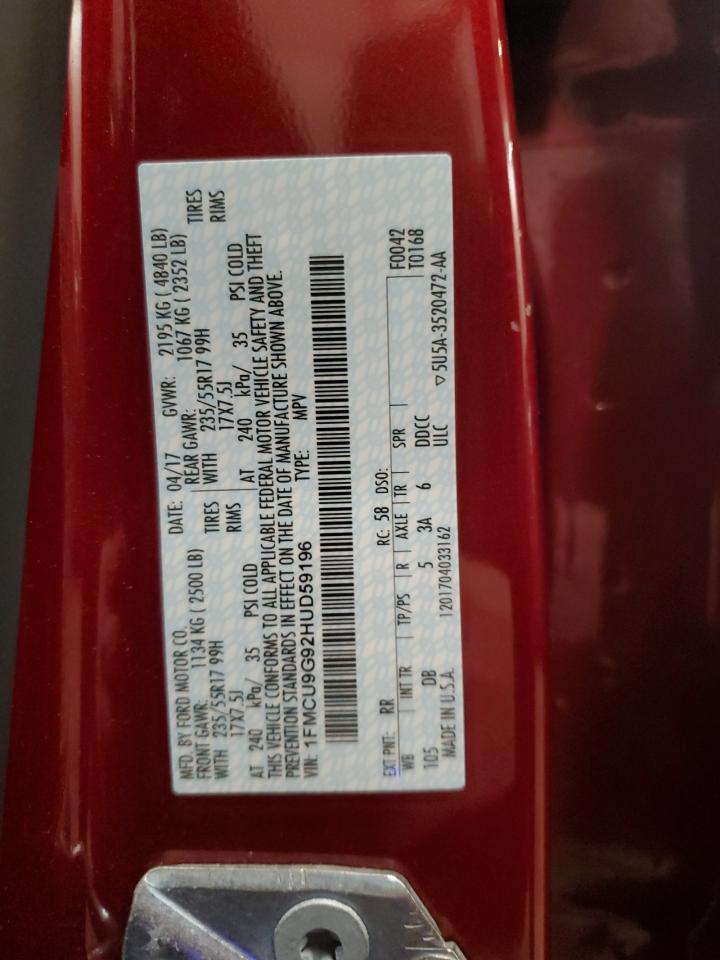 MFD. BY FORD MOTOR CO. DATE: 04/17 GVWR: 2195 KG ( 4840 LB)
FRONT GAWR: 1134 KG ( 2500 LB) REAR GAWR: 1067 KG ( 2352 LB)
WITH 235/55R17 99H TIRES WITH 235/55R17 99H TIRES
17X7.5J RIMS 17X7.5J RIMS
AT 240 kPa/ 35 PSI COLD AT 240 kPa/ 35 PSI COLD
THIS VEHICLE CONFORMS TO ALL APPLICABLE FEDERAL MOTOR VEHICLE SAFETY AND THEFT
PREVENTION STANDARDS IN EFFECT ON THE DATE OF MANUFACTURE SHOWN ABOVE.
VIN: 1FMCU9G92HUD59196 TYPE: MPV
EXT PNT: RR RC: 58 DSO: F0042
WB INT TR TP/PS R AXLE TR SPR T0168
105 DB 5 3A 6 DDCC
MADE IN U.S.A. 1201704033162 ULC ▽5U5A-3520472-AA